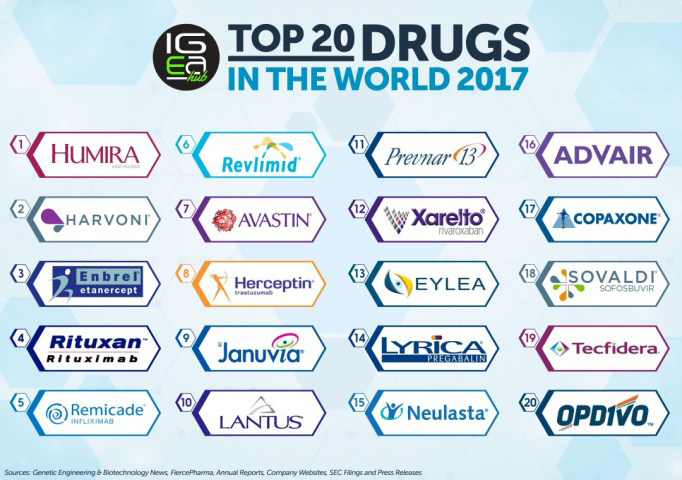 IGEa hub
TOP 20 DRUGS
IN THE WORLD 2017
1 HUMIRA
2 HARVONI®
3 Enbrel®
etanercept
4 Rituxan™
Rituximab
5 Remicade®
INFLIXIMAB
6 Revlimid®
7 AVASTIN®
8 Herceptin®
trastuzumab
9 Januvia®
10 LANTUS®
11 Prevnar 13®
12 Xarelto®
rivaroxaban
13 EYLEA
14 LYRICA®
PREGABALIN
15 Neulasta®
16 ADVAIR
17 COPAXONE®
18 SOVALDI®
SOFOSBUVIR
19 Tecfidera.
20 OPDIVO™
Sources: Genetic Engineering & Biotechnology News, FiercePharma, Annual Reports, Company Websites, SEC Filings and Press Releases